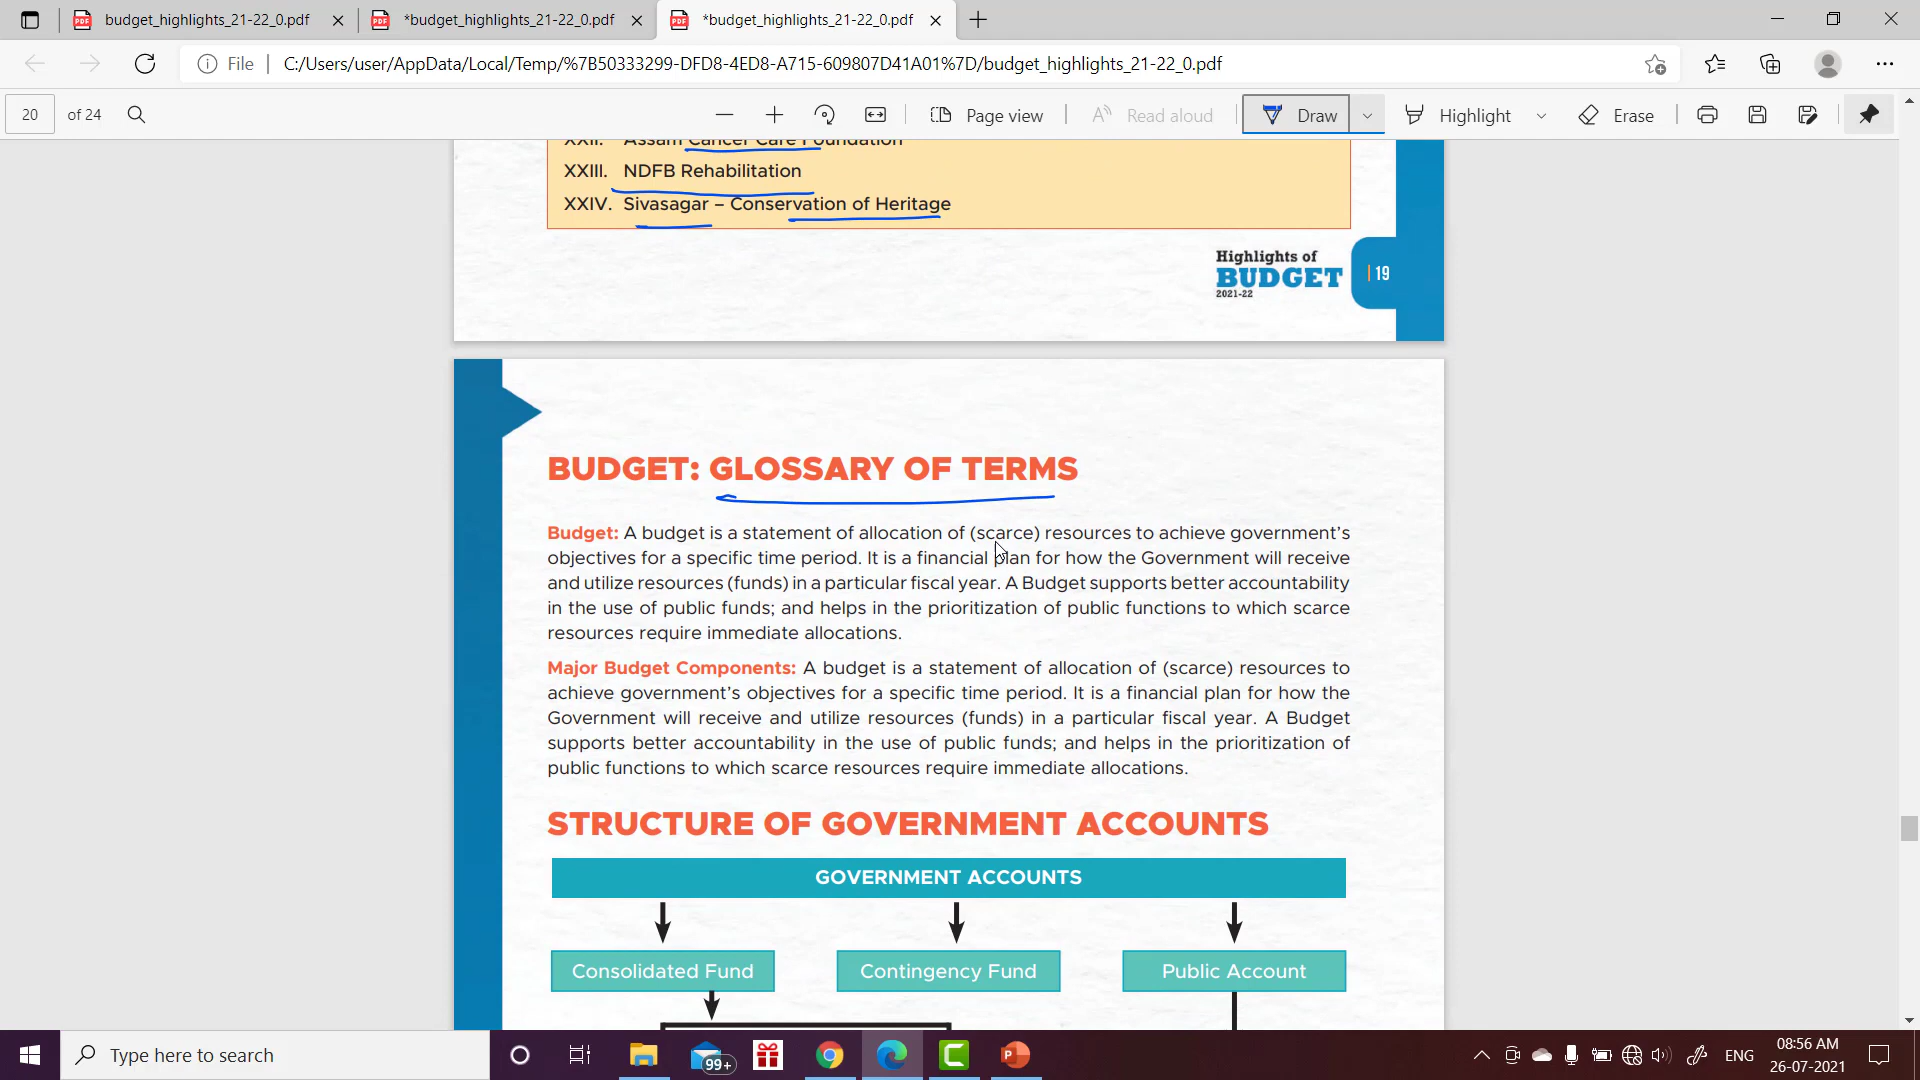 budget_highlights_21-22_0.pdf
*budget_highlights_21-22_0.pdf
*budget_highlights_21-22_0.pdf
File
C:/Users/user/AppData/Local/Temp/%7B50333299-DFD8-4ED8-A715-609807D41A01%7D/budget_highlights_21-22_0.pdf
20 of 24
Page view
Read aloud
Draw
Highlight
Erase
XXII. Assam Cancer Care Foundation
XXIII. NDFB Rehabilitation
XXIV. Sivasagar – Conservation of Heritage
Highlights of
BUDGET
2021-22
19
BUDGET: GLOSSARY OF TERMS
Budget: A budget is a statement of allocation of (scarce) resources to achieve government's
objectives for a specific time period. It is a financial plan for how the Government will receive
and utilize resources (funds) in a particular fiscal year. A Budget supports better accountability
in the use of public funds; and helps in the prioritization of public functions to which scarce
resources require immediate allocations.
Major Budget Components: A budget is a statement of allocation of (scarce) resources to
achieve government's objectives for a specific time period. It is a financial plan for how the
Government will receive and utilize resources (funds) in a particular fiscal year. A Budget
supports better accountability in the use of public funds; and helps in the prioritization of
public functions to which scarce resources require immediate allocations.
STRUCTURE OF GOVERNMENT ACCOUNTS
GOVERNMENT ACCOUNTS
Consolidated Fund
Contingency Fund
Public Account
Type here to search
99+
ENG
08:56 AM
26-07-2021